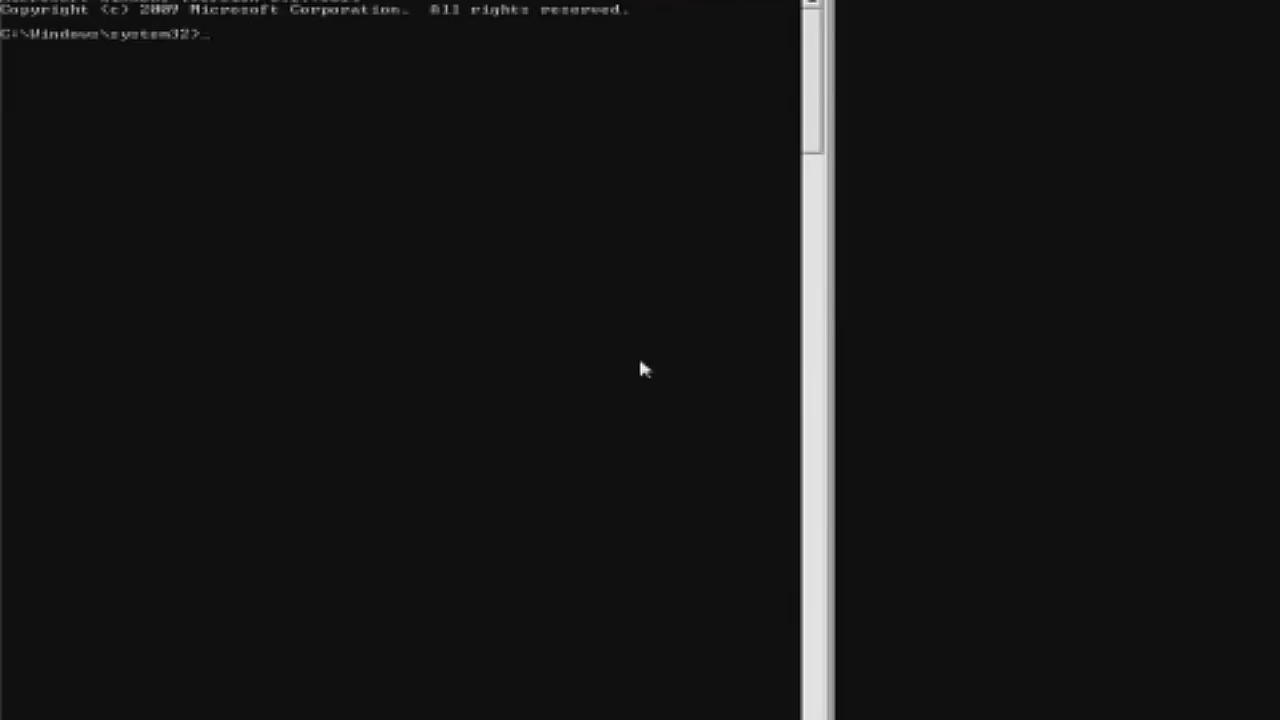 Copyright (c) 2009 Microsoft Corporation.  All rights reserved.
C:\Windows\system32>_